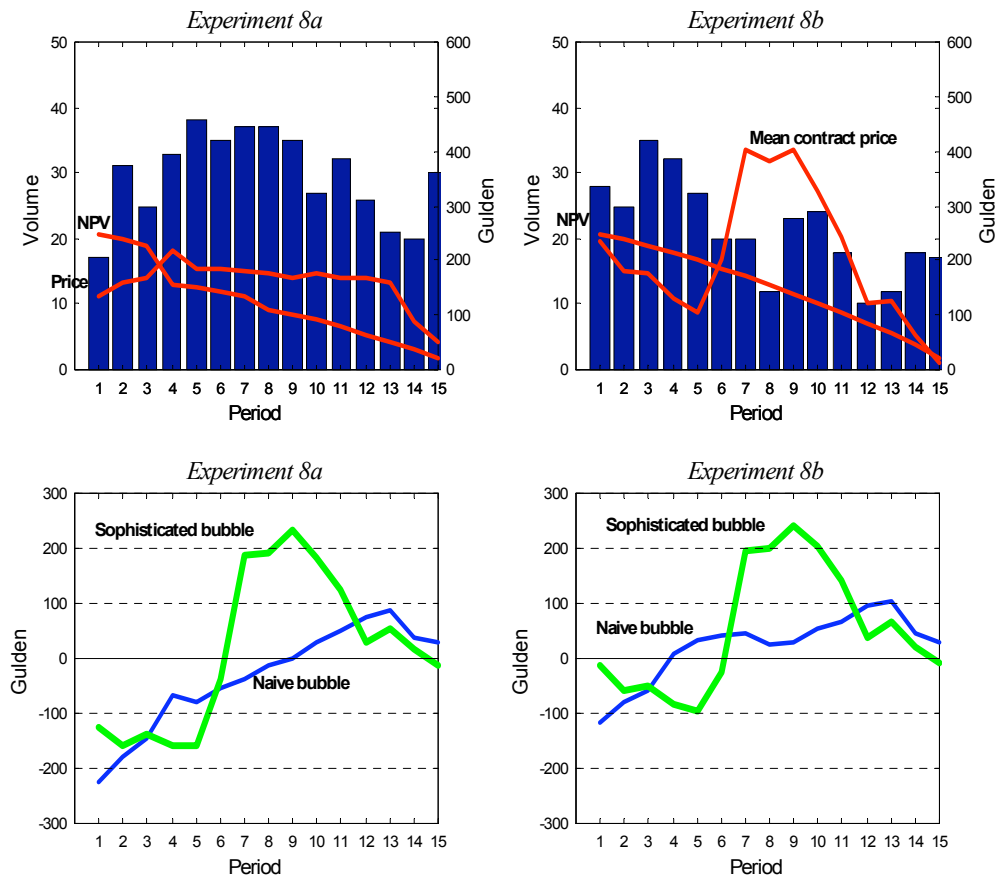 Experiment 8a
50
40
30
20
10
0
Volume
600
500
400
300
200
100
0
Gulden
NPV
Price
1 2 3 4 5 6 7 8 9 10 11 12 13 14 15
Period
Experiment 8b
50
40
30
20
10
0
Volume
600
500
400
300
200
100
0
Gulden
Mean contract price
NPV
1 2 3 4 5 6 7 8 9 10 11 12 13 14 15
Period
Experiment 8a
300
200
100
0
-100
-200
-300
Gulden
Sophisticated bubble
Naive bubble
1 2 3 4 5 6 7 8 9 10 11 12 13 14 15
Period
Experiment 8b
300
200
100
0
-100
-200
-300
Gulden
Sophisticated bubble
Naive bubble
1 2 3 4 5 6 7 8 9 10 11 12 13 14 15
Period